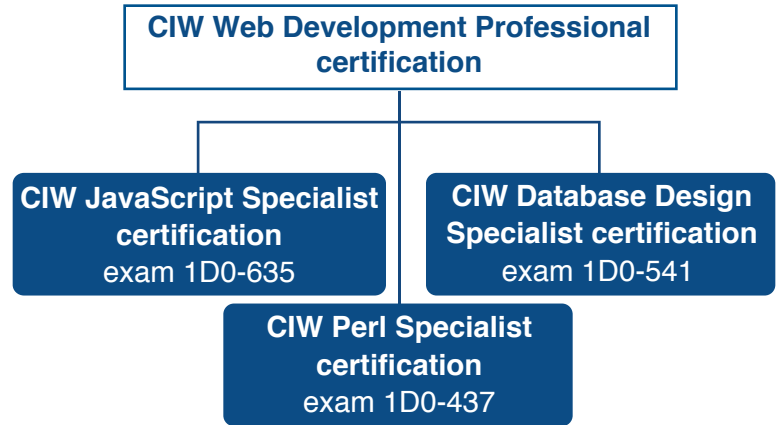 CIW Web Development Professional
certification
CIW JavaScript Specialist
certification
exam 1D0-635
CIW Database Design
Specialist certification
exam 1D0-541
CIW Perl Specialist
certification
exam 1D0-437